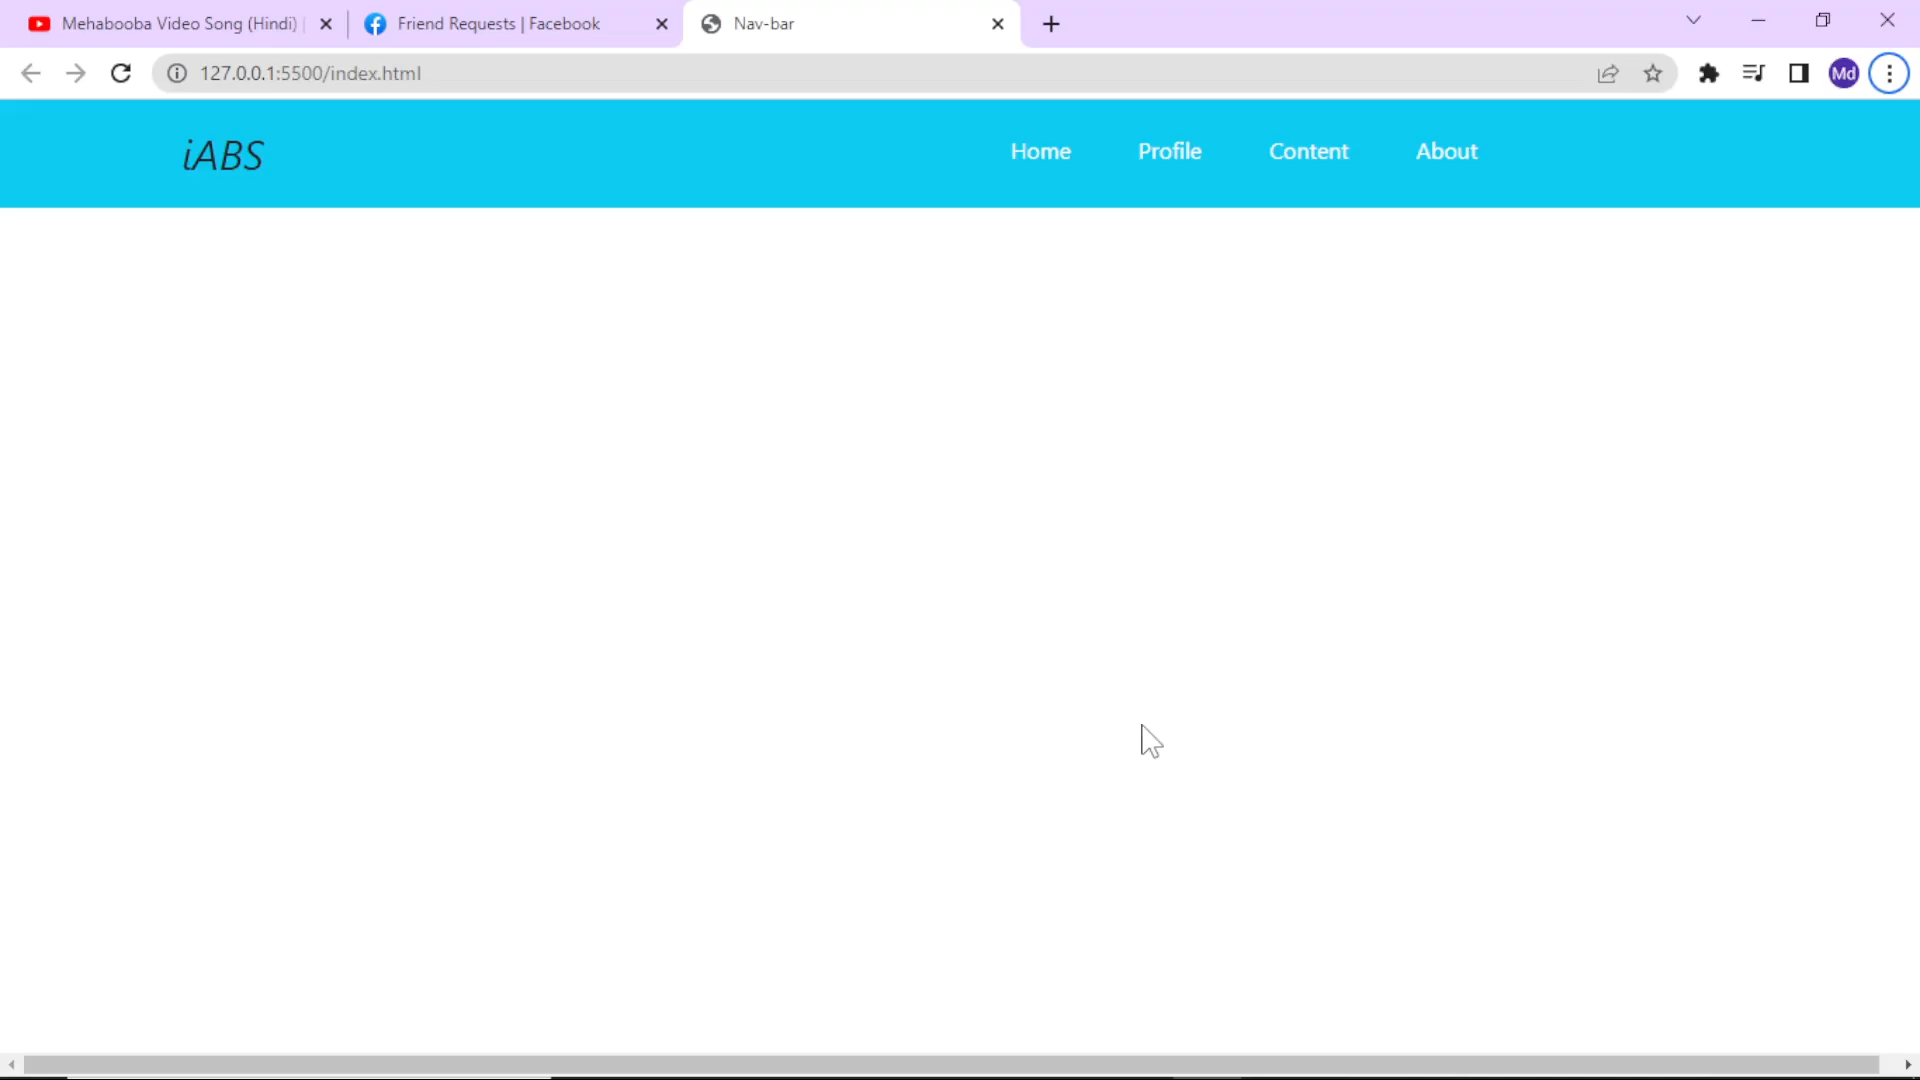 Mehabooba Video Song (Hindi) | Friend Requests | Facebook Nav-bar
127.0.0.1:5500/index.html Md
iABS Home Profile Content About